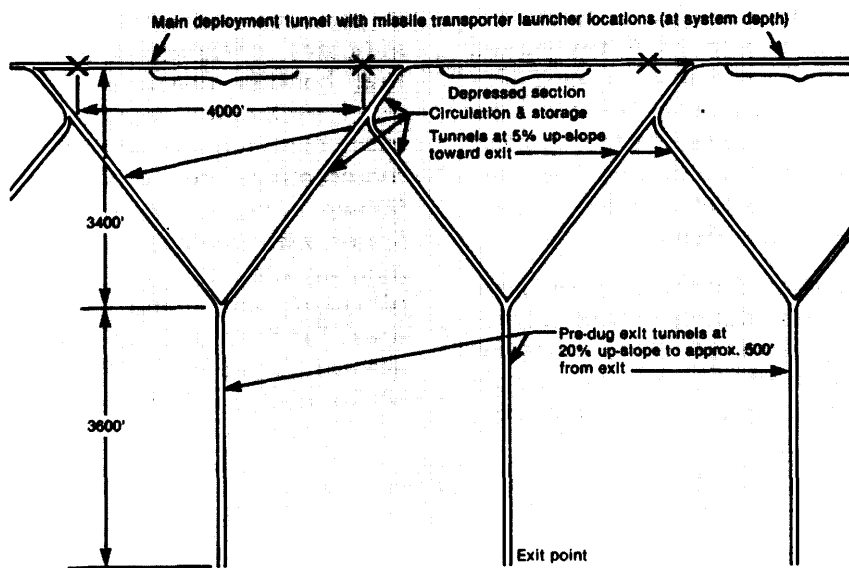 Main deployment tunnel with missile transporter launcher locations (at system depth)
4000'
Depressed section
Circulation & storage
Tunnels at 5% up-slope
toward exit
3400'
Pre-dug exit tunnels at
20% up-slope to approx. 500'
from exit
3600'
Exit point